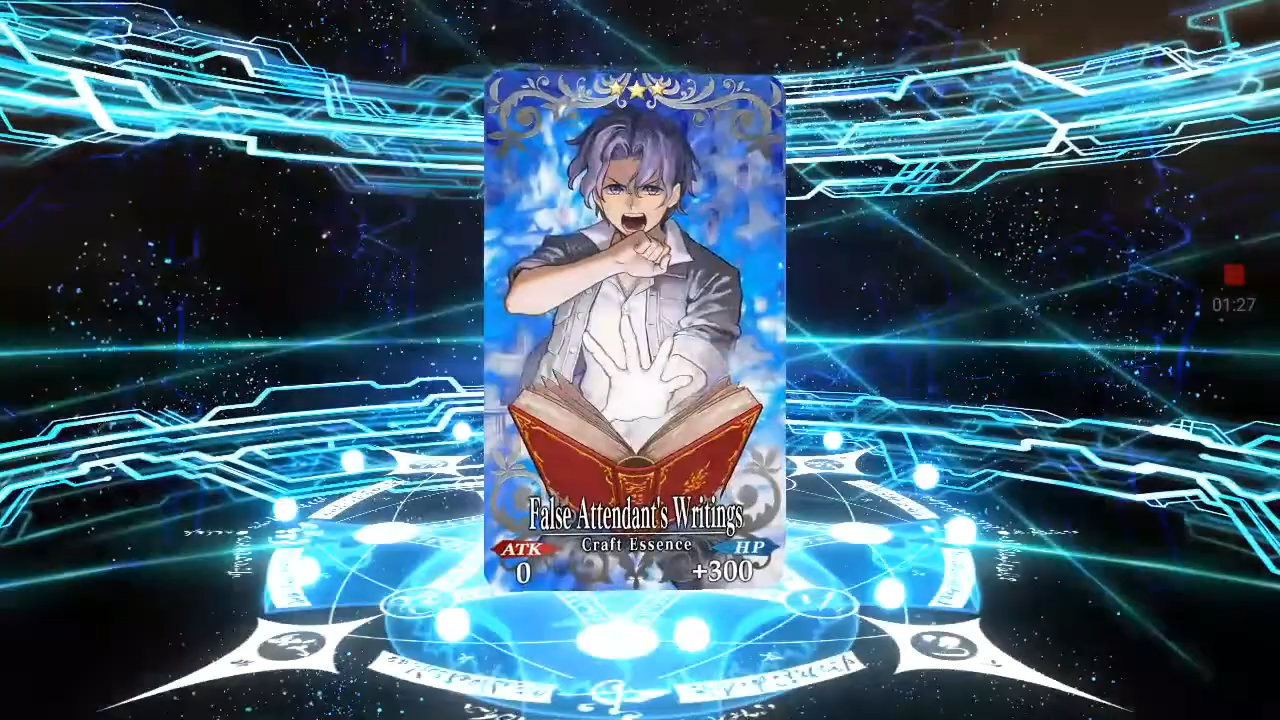 01:27
False Attendant's Writings
Craft Essence
ATK
HP
0
+300